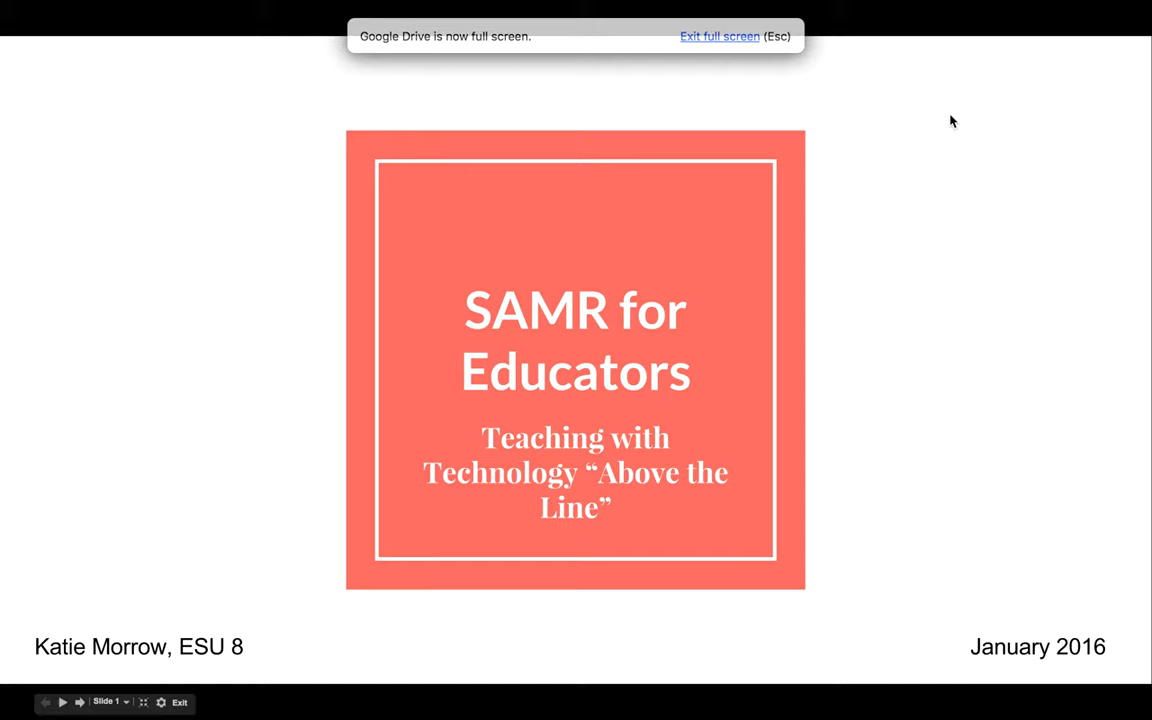 Google Drive is now full screen. Exit full screen (Esc)
SAMR for
Educators
Teaching with
Technology “Above the
Line”
Katie Morrow, ESU 8
January 2016
Slide 1
Exit